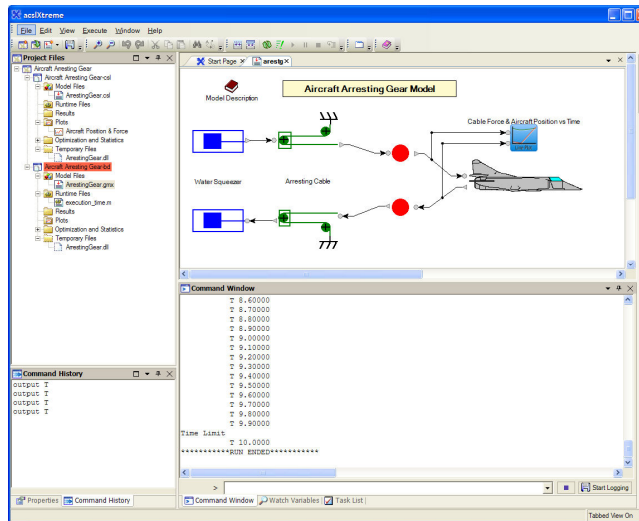 acslXtreme
File Edit View Execute Window Help
Project Files
Aircraft Arresting Gear
Aircraft Arresting Gear-csl
Model Files
ArrestingGear.csl
Runtime Files
Results
Plots
Aircraft Position & Force
Optimization and Statistics
Temporary Files
ArrestingGear.dll
Aircraft Arresting Gear-bd
Model Files
ArrestingGear.gmx
Runtime Files
execution_time.m
Results
Plots
Optimization and Statistics
Temporary Files
ArrestingGear.dll
Start Page
arestg
Model Description
Aircraft Arresting Gear Model
Cable Force & Aircraft Position vs Time
Water Squeezer
Arresting Cable
Command Window
T 8.60000
T 8.70000
T 8.80000
T 8.90000
T 9.00000
T 9.10000
T 9.20000
T 9.30000
T 9.40000
T 9.50000
T 9.60000
T 9.70000
T 9.80000
T 9.90000
Time Limit
T 10.0000
***********RUN ENDED***********
>
Start Logging
Command History
output T
output T
output T
output T
Properties Command History
Command Window Watch Variables Task List
Tabbed View On